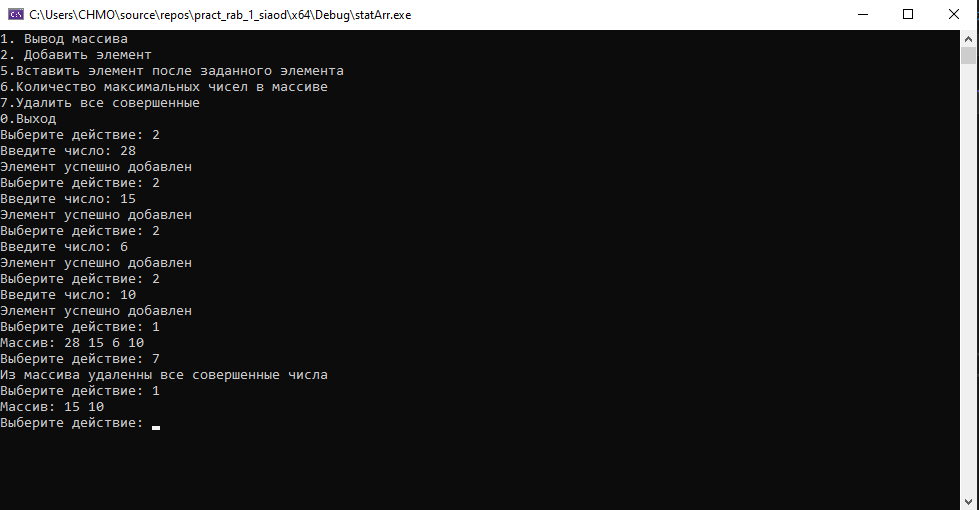 C:\Users\CHMO\source\repos\pract_rab_1_siaod\x64\Debug\statArr.exe
1. Вывод массива
2. Добавить элемент
5.Вставить элемент после заданного элемента
6.Количество максимальных чисел в массиве
7.Удалить все совершенные
0.Выход
Выберите действие: 2
Введите число: 28
Элемент успешно добавлен
Выберите действие: 2
Введите число: 15
Элемент успешно добавлен
Выберите действие: 2
Введите число: 6
Элемент успешно добавлен
Выберите действие: 2
Введите число: 10
Элемент успешно добавлен
Выберите действие: 1
Массив: 28 15 6 10
Выберите действие: 7
Из массива удаленны все совершенные числа
Выберите действие: 1
Массив: 15 10
Выберите действие: